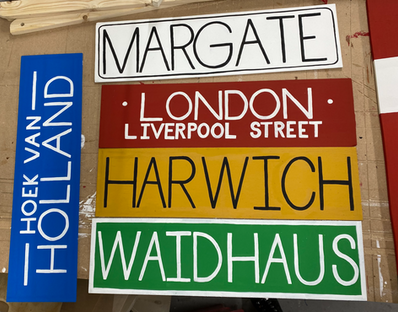 MARGATE
· LONDON ·
LIVERPOOL STREET
HARWICH
WAIDHAUS
HOEK VAN
HOLLAND